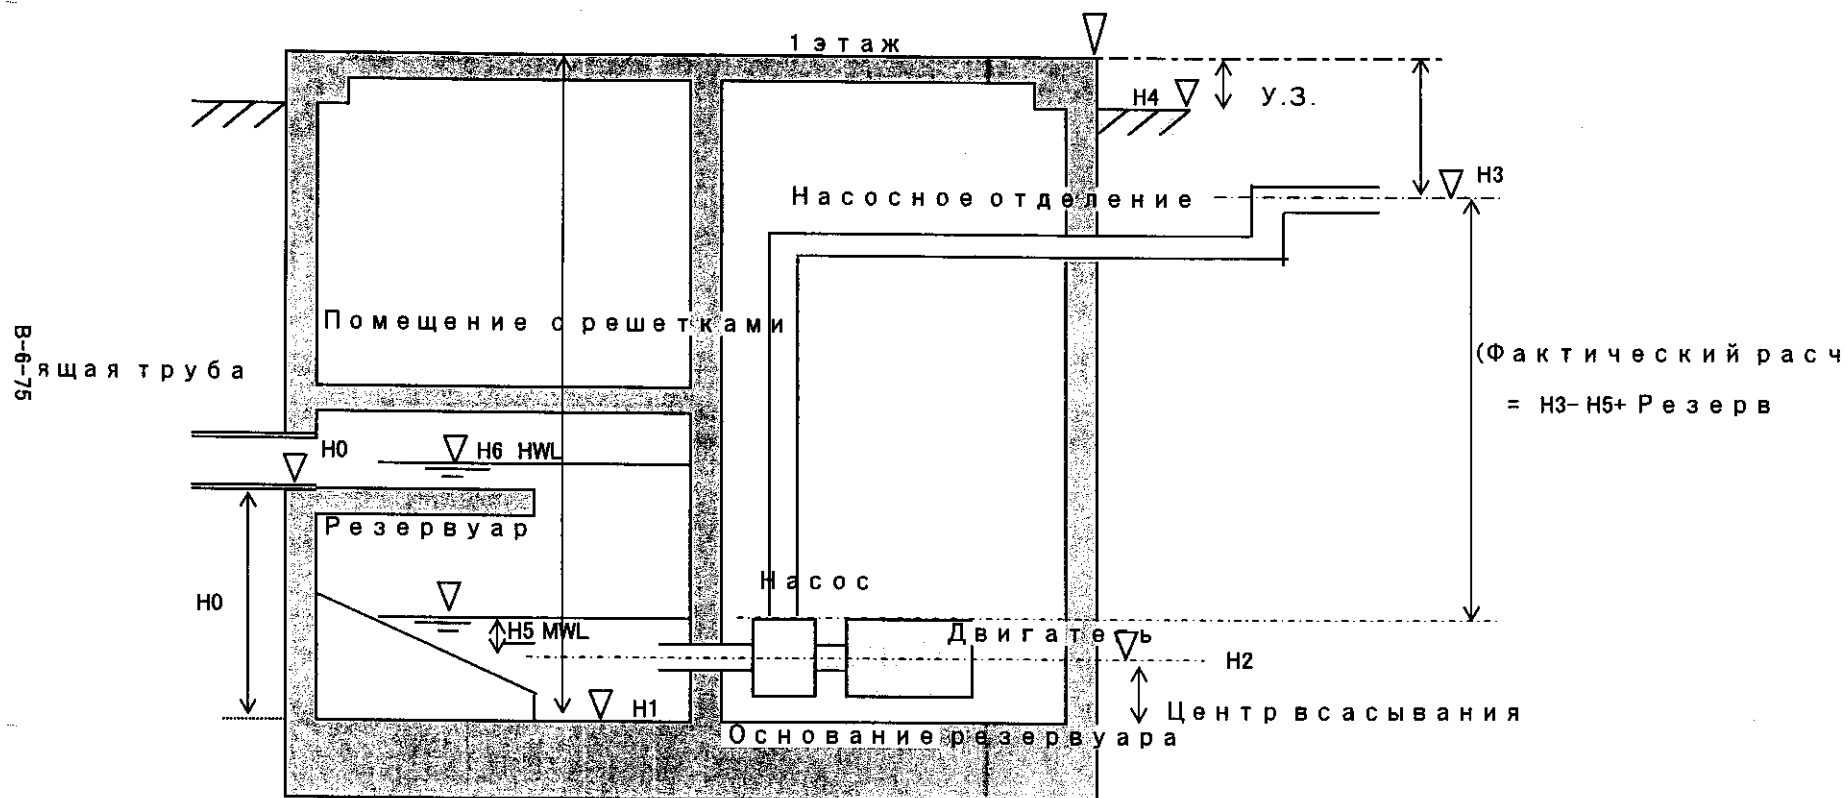 1 этаж
H4
У.З.
H3
Насосное отделение
Помещение с решетками
В-6-75
ящая труба
(Фактический расч
= H3-H5+ Резерв
H0
H6 HWL
Резервуар
Насос
H0
H5 MWL
Двигатель
H2
H1
Центр всасывания
Основание резервуара